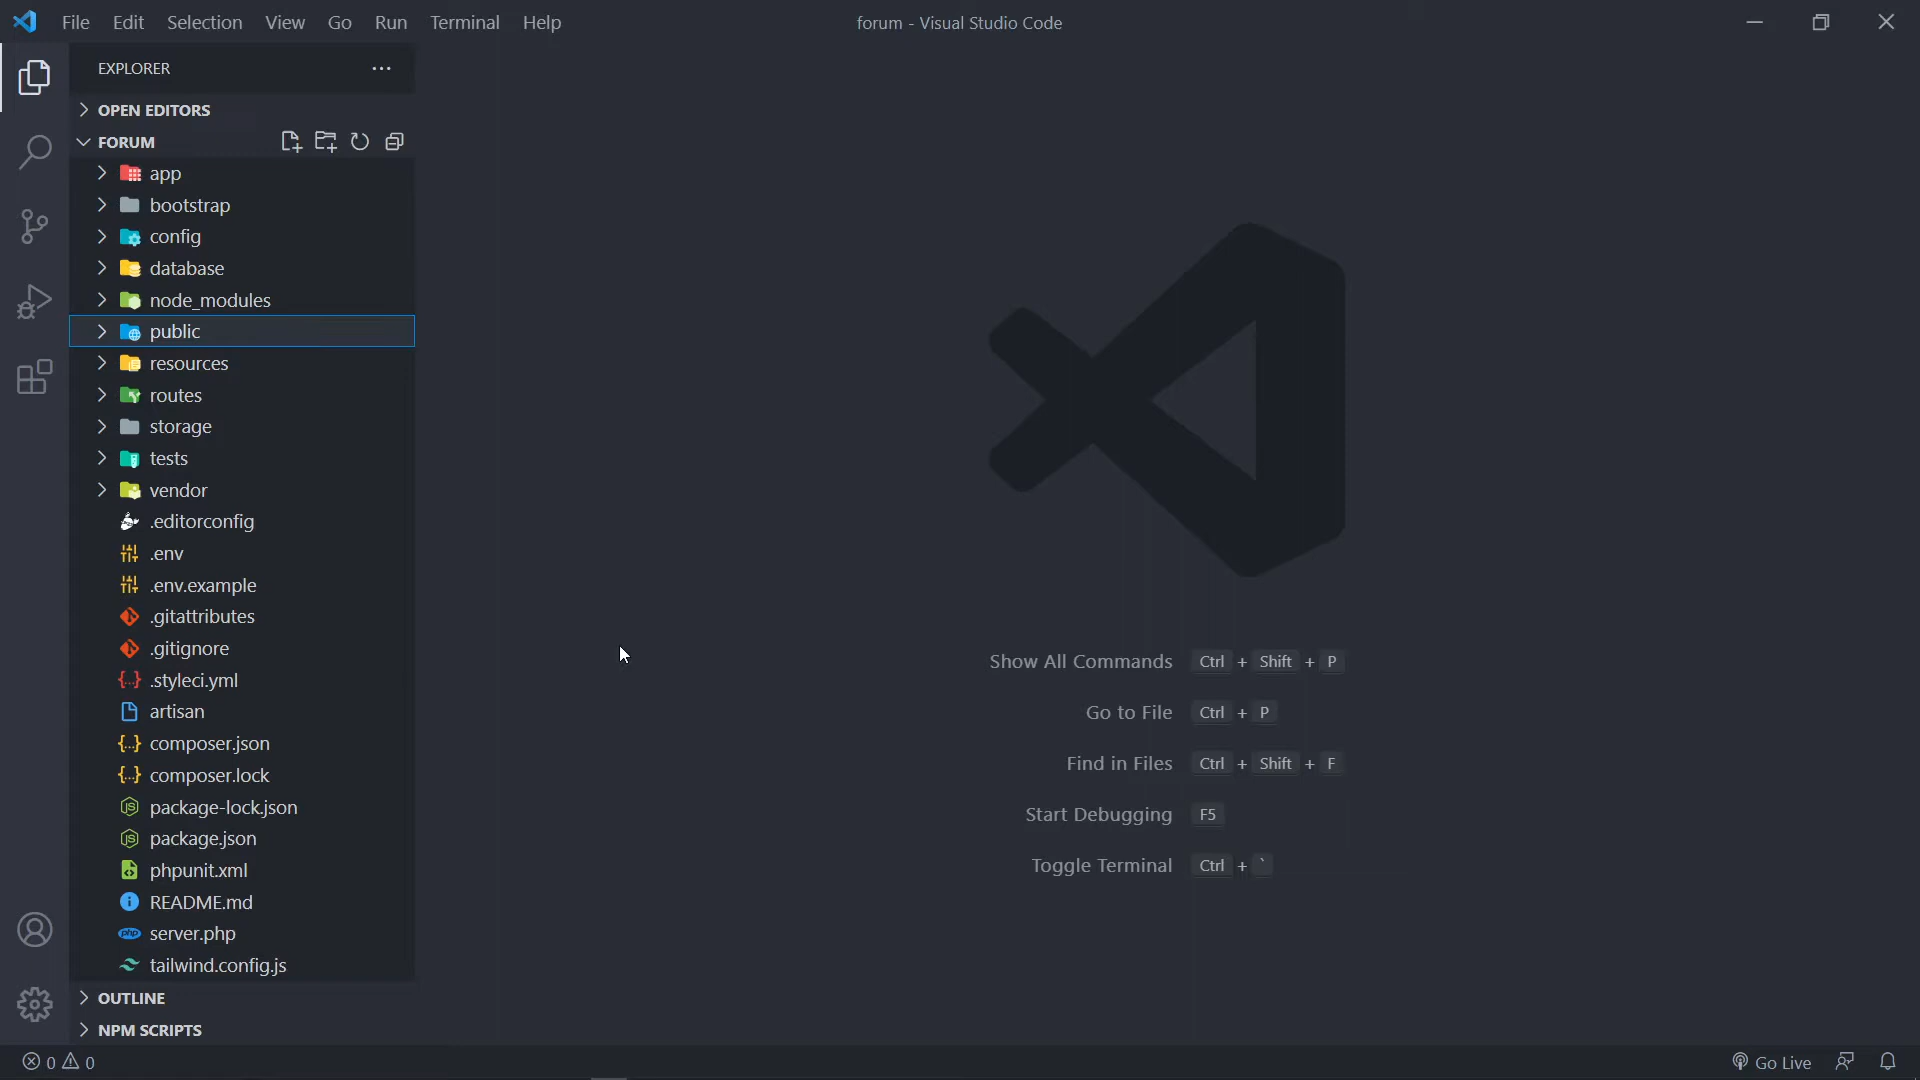 File Edit Selection View Go Run Terminal Help
forum - Visual Studio Code
EXPLORER
OPEN EDITORS
FORUM
app
bootstrap
config
database
node_modules
public
resources
routes
storage
tests
vendor
.editorconfig
.env
.env.example
.gitattributes
.gitignore
.styleci.yml
artisan
composer.json
composer.lock
package-lock.json
package.json
phpunit.xml
README.md
php server.php
tailwind.config.js
OUTLINE
NPM SCRIPTS
Show All Commands Ctrl + Shift + P
Go to File Ctrl + P
Find in Files Ctrl + Shift + F
Start Debugging F5
Toggle Terminal Ctrl + `
0 0
Go Live